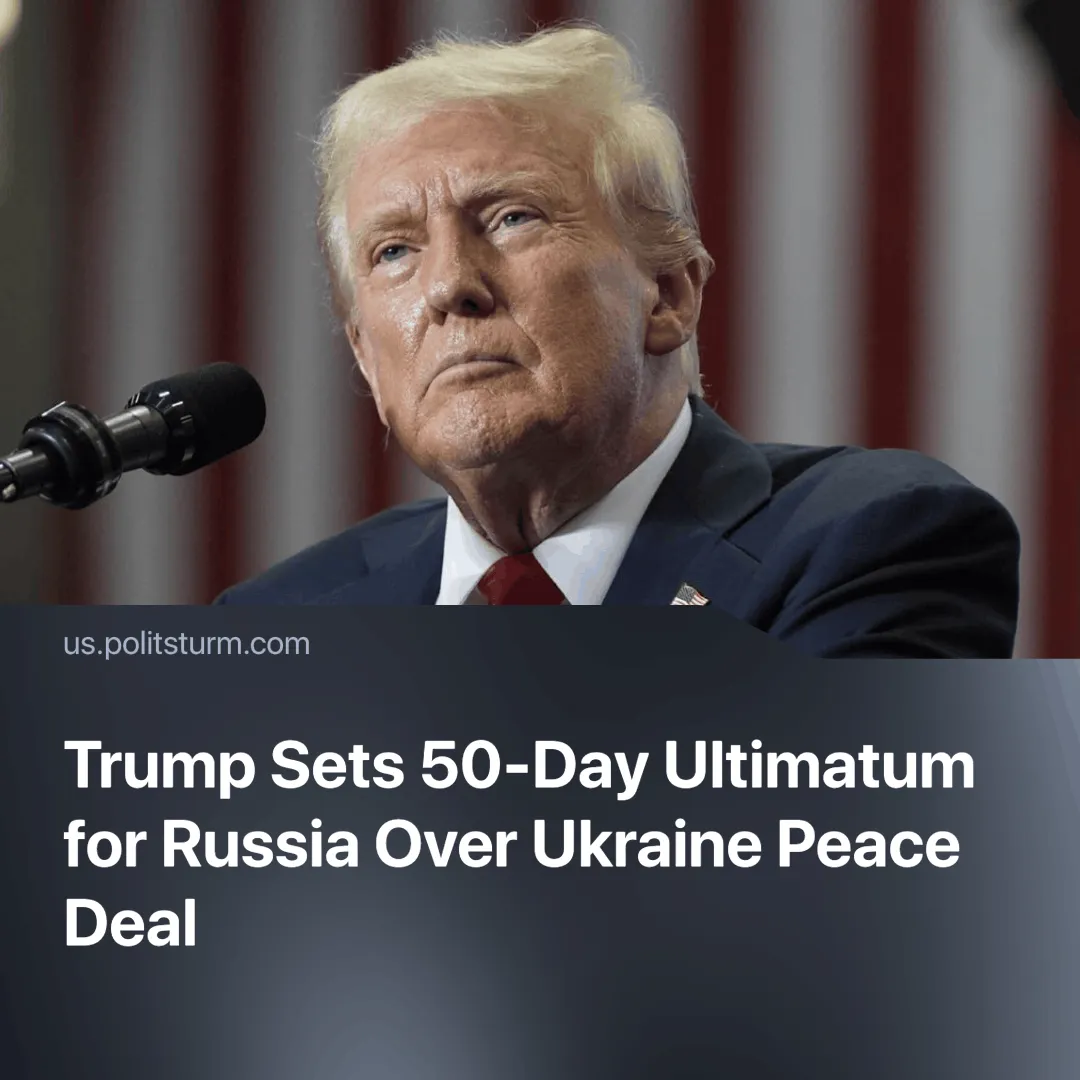 us.politsturm.com
Trump Sets 50-Day Ultimatum
for Russia Over Ukraine Peace
Deal